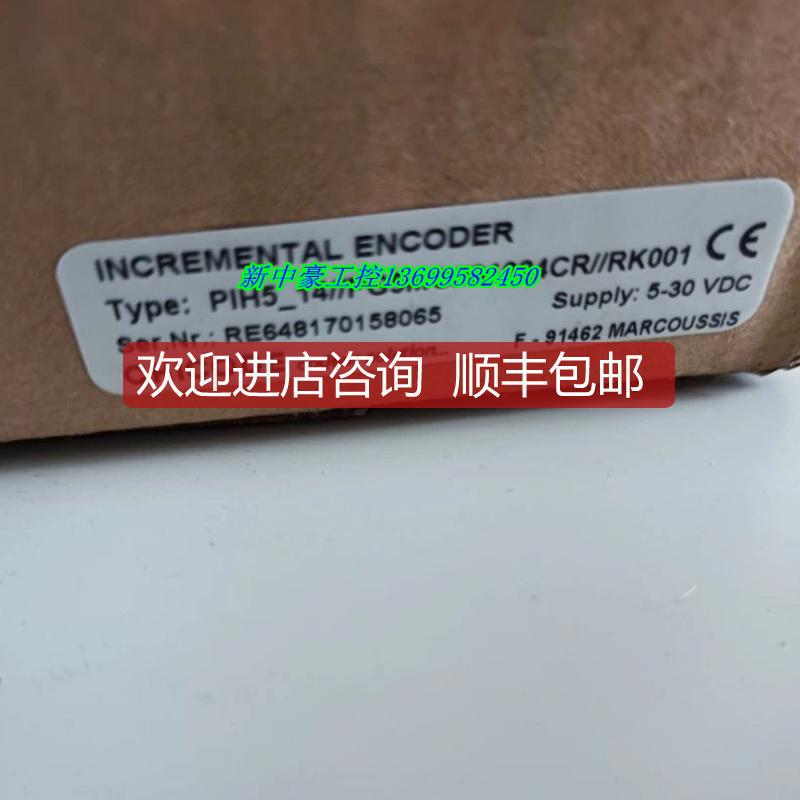 INCREMENTAL ENCODER
新中豪工控13699582450
Type: PIH5_14// CR//RK001 CE
Supply: 5-30 VDC
Ser.Nr.: RE648170158065
F - 91462 MARCOUSSIS
欢迎进店咨询 顺丰包邮